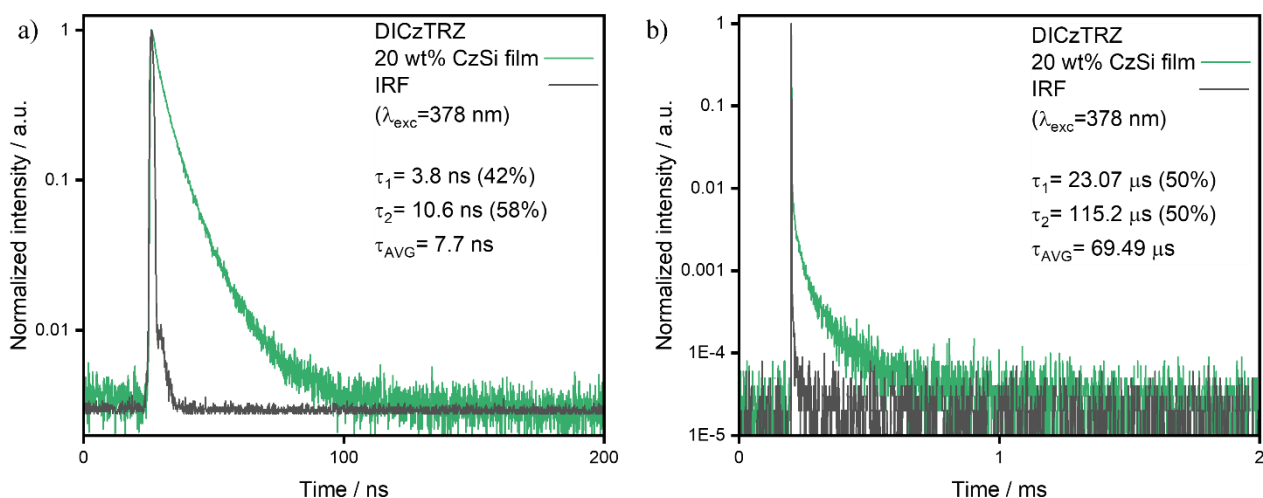 a)
Normalized intensity / a.u.
1
0.1
0.01
DICzTRZ
20 wt% CzSi film
IRF
(λexc=378 nm)
τ1= 3.8 ns (42%)
τ2= 10.6 ns (58%)
τAVG= 7.7 ns
0
100
200
Time / ns
b)
Normalized intensity / a.u.
1
0.1
0.01
0.001
1E-4
1E-5
DICzTRZ
20 wt% CzSi film
IRF
(λexc=378 nm)
τ1= 23.07 μs (50%)
τ2= 115.2 μs (50%)
τAVG= 69.49 μs
0
1
2
Time / ms